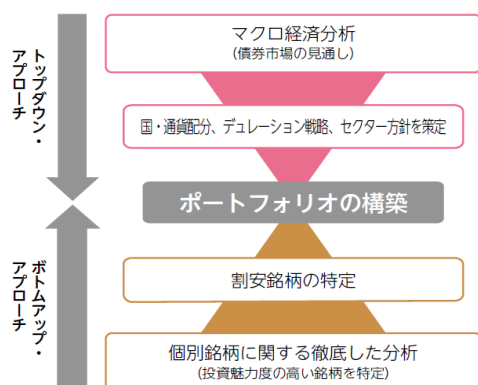 トップダウン・
アプローチ
マクロ経済分析
(債券市場の見通し)
国・通貨配分、デュレーション戦略、セクター方針を策定
ポートフォリオの構築
ボトムアップ・
アプローチ
割安銘柄の特定
個別銘柄に関する徹底した分析
(投資魅力度の高い銘柄を特定)